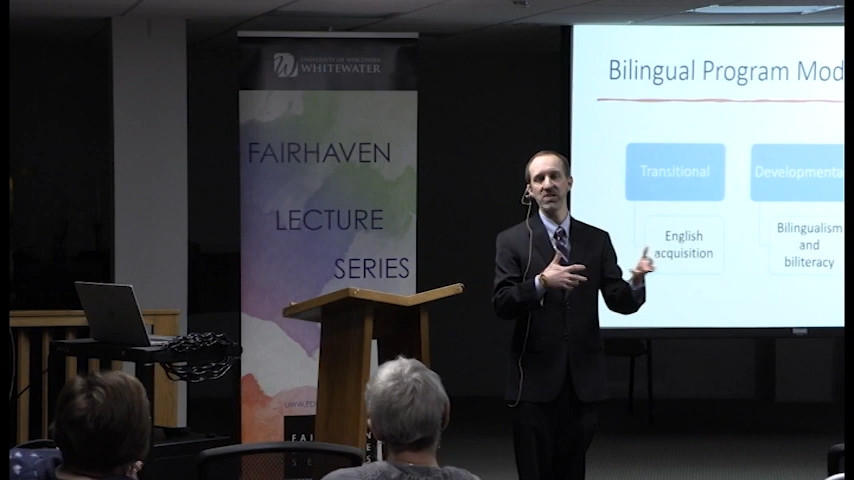 UNIVERSITY OF WISCONSIN
WHITEWATER
FAIRHAVEN
LECTURE
SERIES
Bilingual Program Mod
Transitional
Developmenta
English
acquisition
Bilingualism
and
biliteracy